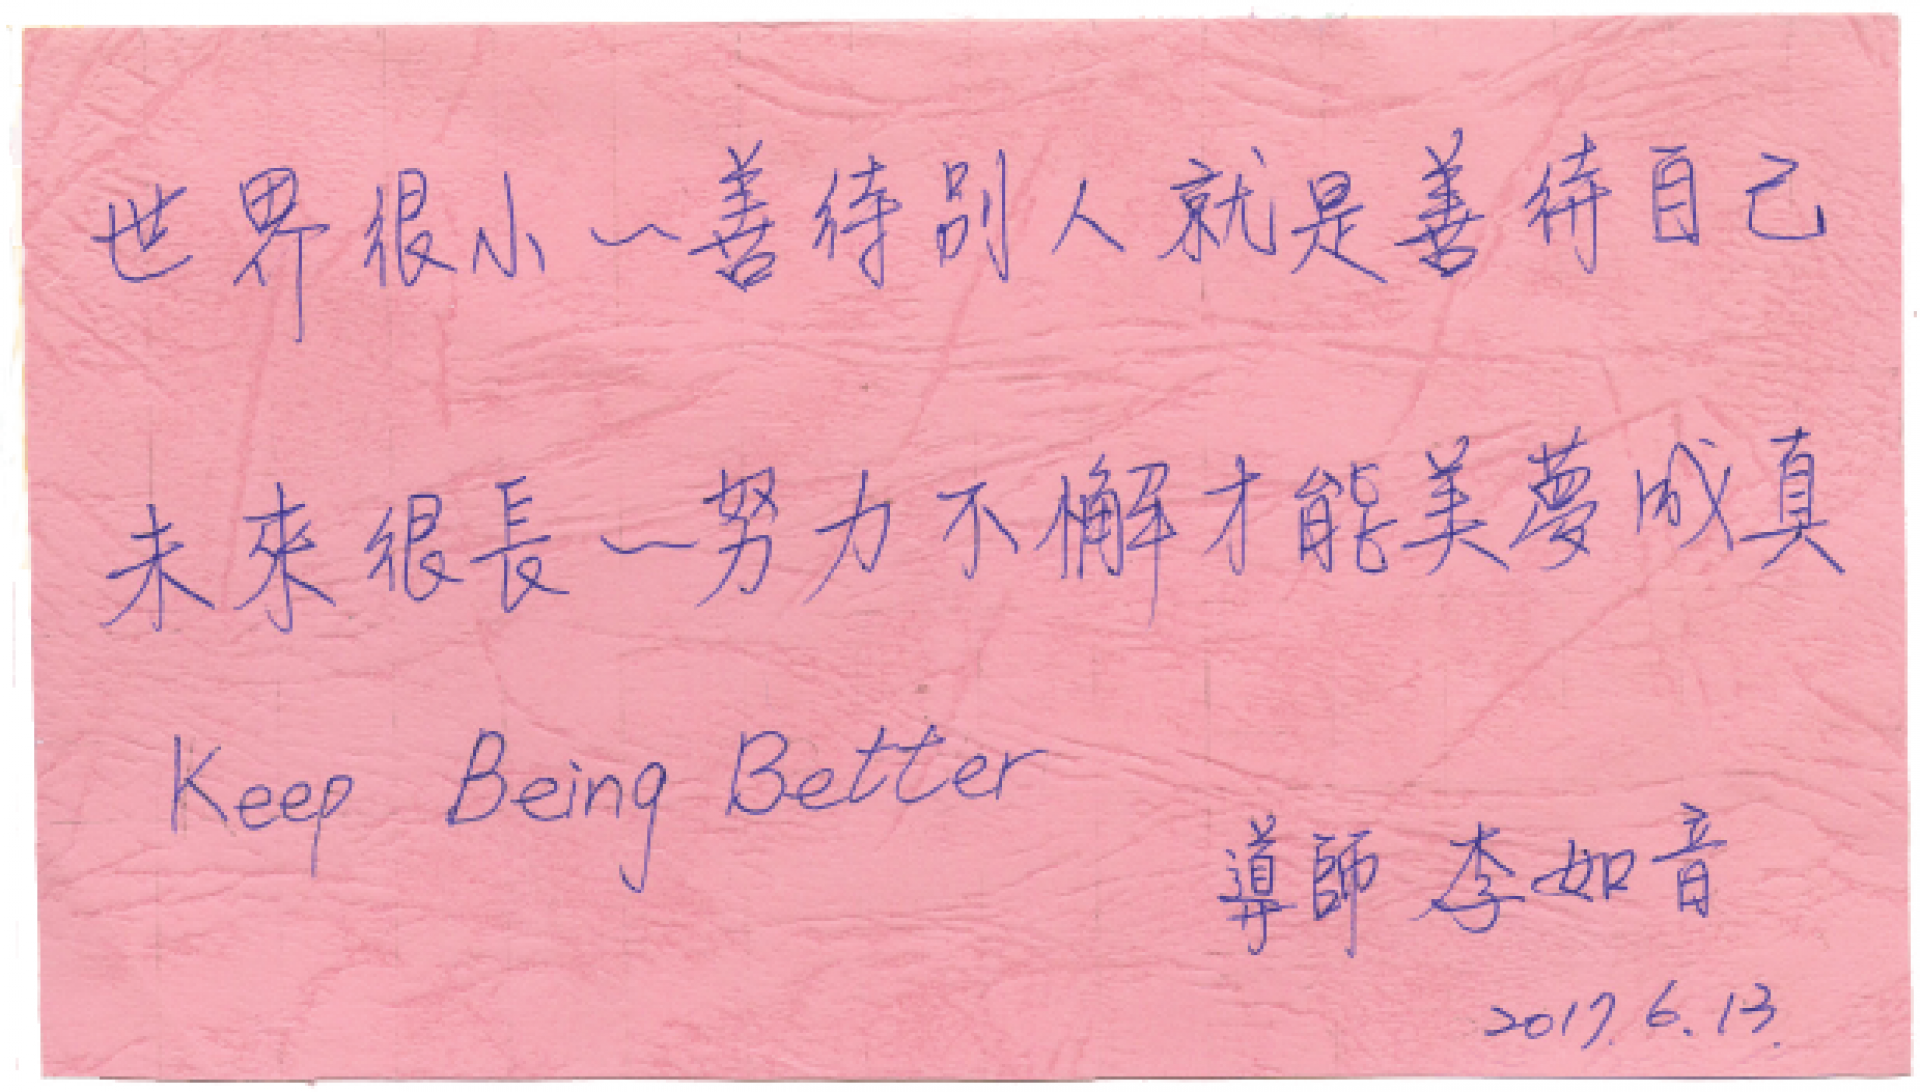 世界很小~善待別人就是善待自己
未來很長~努力不懈才能美夢成真
Keep Being Better
導師 李如音
2017.6.13.